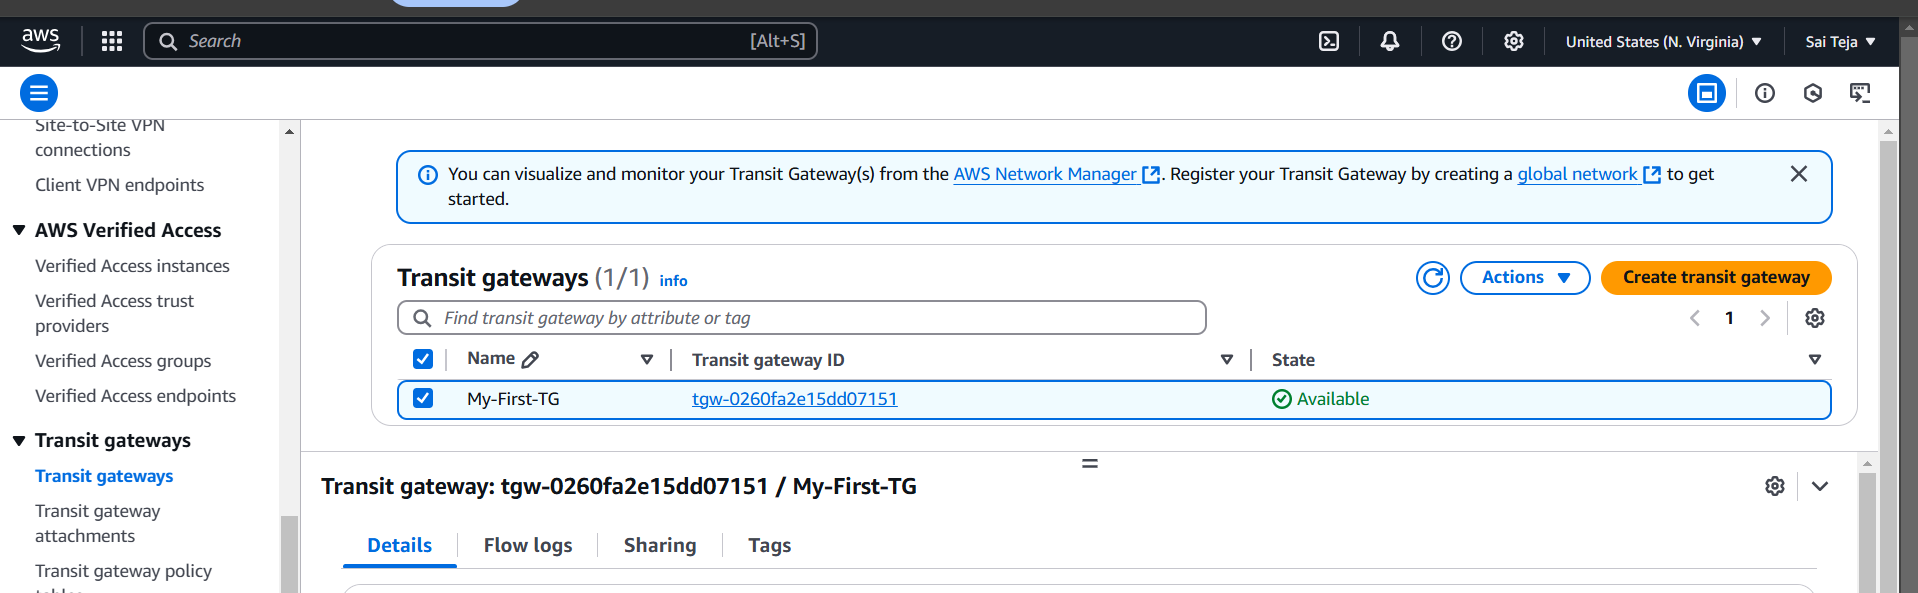 aws
Search
[Alt+S]
United States (N. Virginia)
Sai Teja
Site-to-Site VPN
connections
Client VPN endpoints
AWS Verified Access
Verified Access instances
Verified Access trust
providers
Verified Access groups
Verified Access endpoints
Transit gateways
Transit gateways
Transit gateway
attachments
Transit gateway policy
You can visualize and monitor your Transit Gateway(s) from the AWS Network Manager. Register your Transit Gateway by creating a global network to get
started.
Transit gateways (1/1) info
Actions
Create transit gateway
Find transit gateway by attribute or tag
1
Name
Transit gateway ID
State
My-First-TG
tgw-0260fa2e15dd07151
Available
Transit gateway: tgw-0260fa2e15dd07151 / My-First-TG
Details
Flow logs
Sharing
Tags